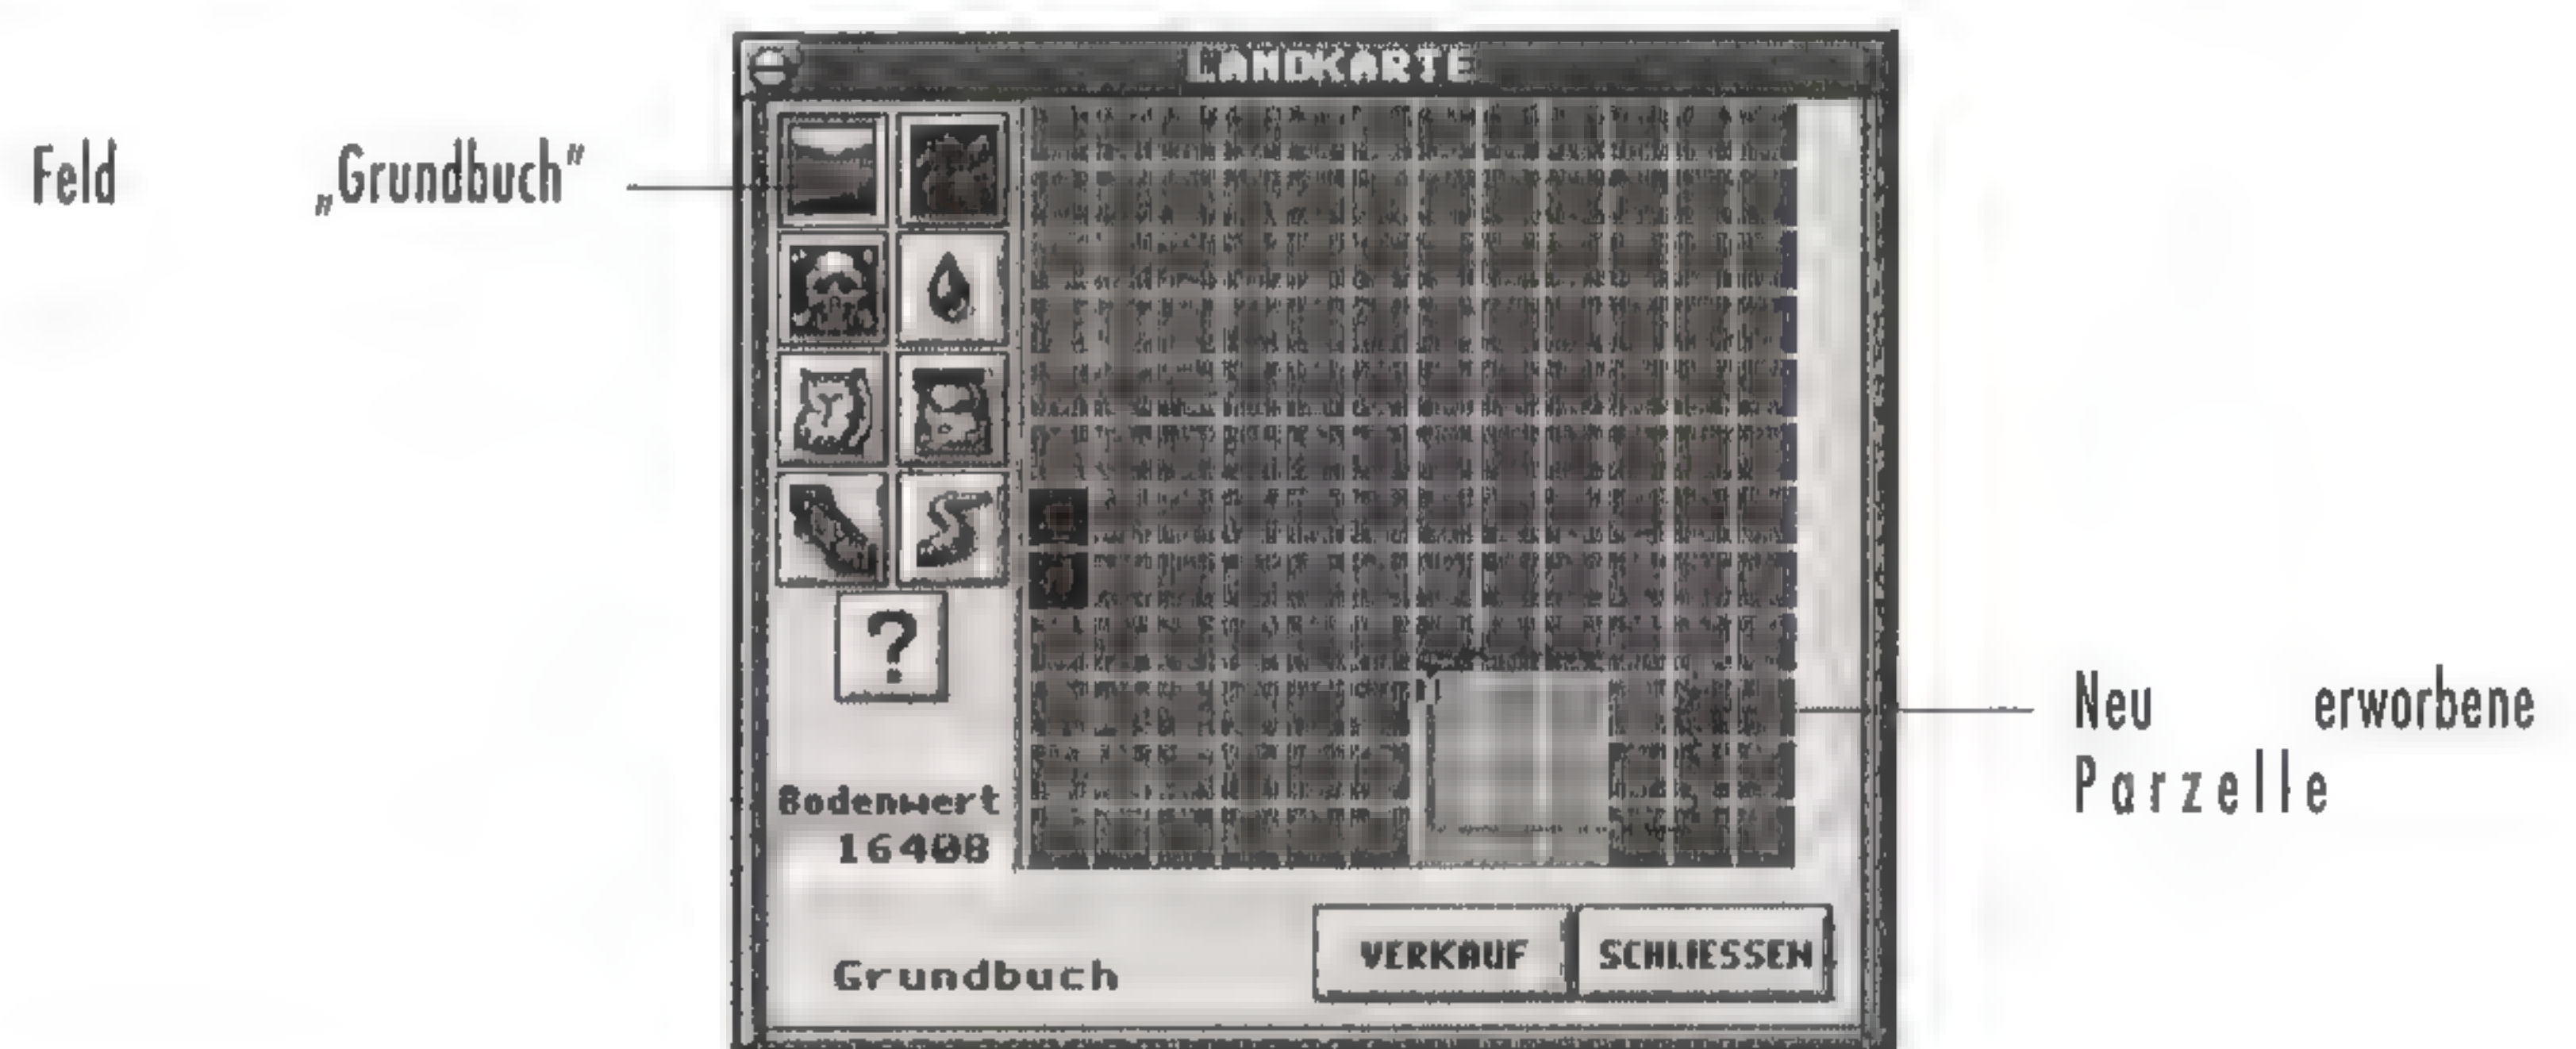 LANDKARTE
Feld „Grundbuch"
?
Neu erworbene
Parzelle
Bodenwert
16408
Grundbuch
VERKAUF
SCHLIESSEN